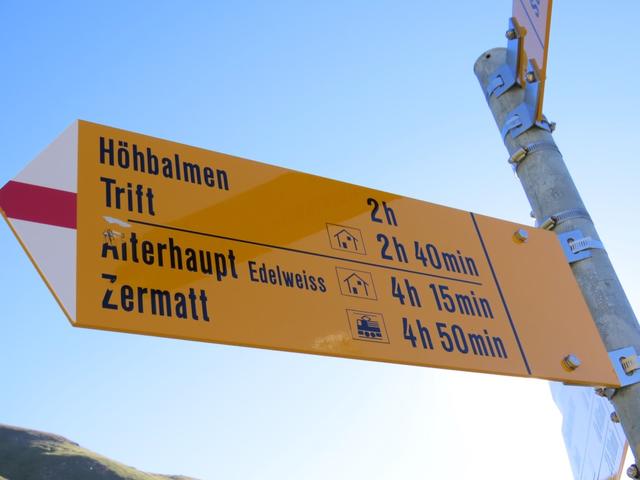 Höhbalmen 2h
Trift 2h 40min
Alterhaupt Edelweiss 4h 15min
Zermatt 4h 50min